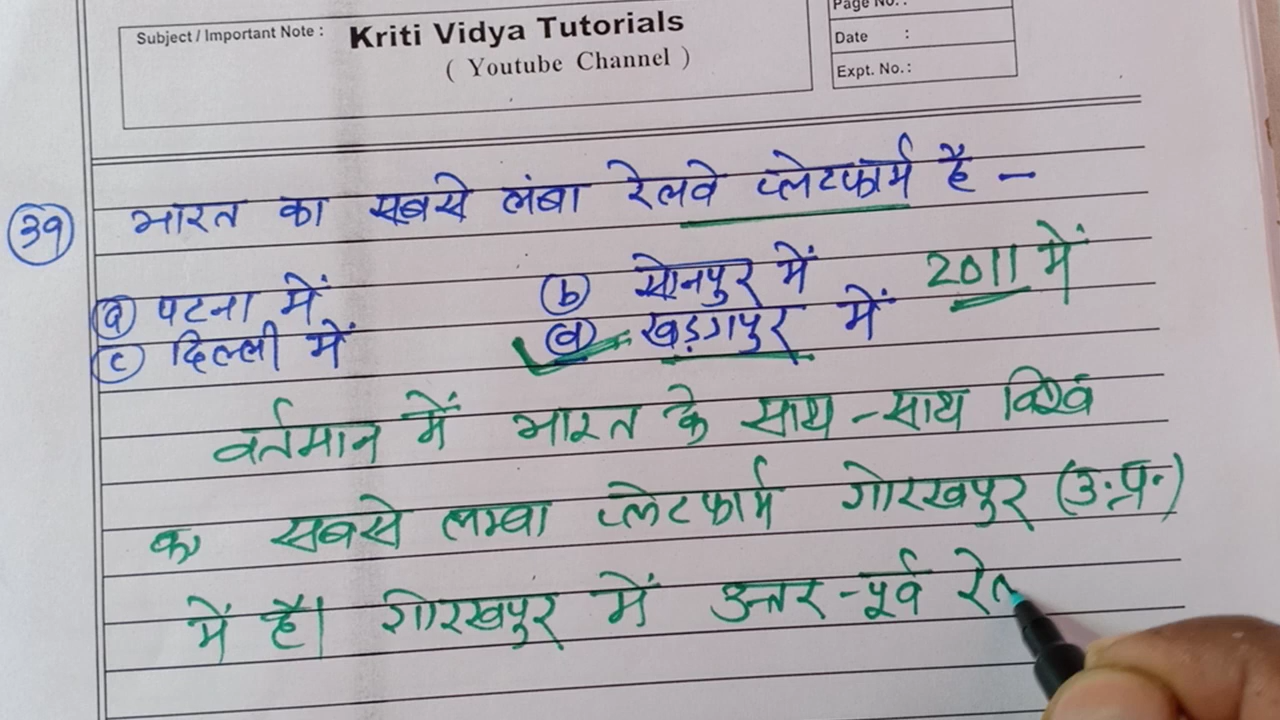 Subject / Important Note : Kriti Vidya Tutorials
( Youtube Channel )
Page No. :
Date :
Expt. No. :
39 भारत का सबसे लंबा रेलवे प्लेटफार्म है –
a पटना में b सोनपुर में 2011 में
c दिल्ली में d खड़गपुर में
वर्तमान में भारत के साथ-साथ विश्व
का सबसे लम्बा प्लेटफार्म गोरखपुर (उ.प्र.)
में है। गोरखपुर में उत्तर-पूर्व